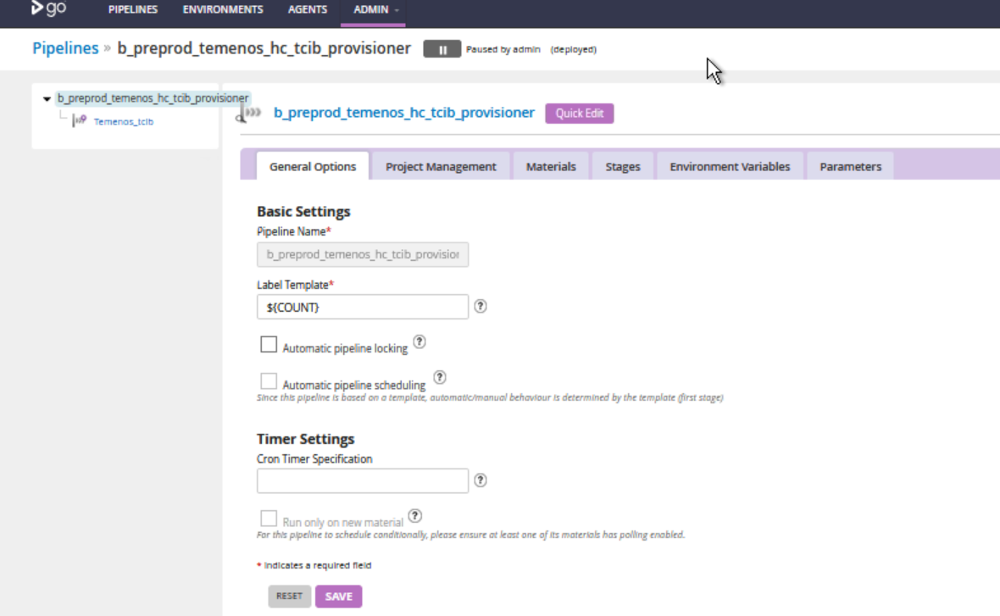 go PIPELINES ENVIRONMENTS AGENTS ADMIN
Pipelines » b_preprod_temenos_hc_tcib_provisioner Paused by admin (deployed)
b_preprod_temenos_hc_tcib_provisioner
Temenos_tcib
b_preprod_temenos_hc_tcib_provisioner Quick Edit
General Options Project Management Materials Stages Environment Variables Parameters
Basic Settings
Pipeline Name*
b_preprod_temenos_hc_tcib_provisior
Label Template*
${COUNT} ?
Automatic pipeline locking ?
Automatic pipeline scheduling ?
Since this pipeline is based on a template, automatic/manual behaviour is determined by the template (first stage)
Timer Settings
Cron Timer Specification
?
Run only on new material ?
For this pipeline to schedule conditionally, please ensure at least one of its materials has polling enabled.
* indicates a required field
RESET SAVE